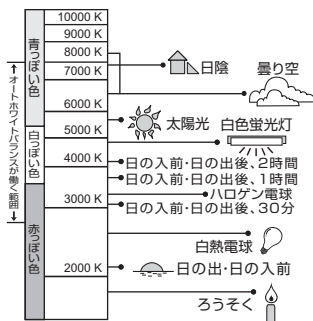 10000 K
9000 K
8000 K
7000 K
6000 K
5000 K
4000 K
3000 K
2000 K
青っぽい色
白っぽい色
赤っぽい色
オートホワイトバランスが働く範囲
日陰
曇り空
太陽光
白色蛍光灯
日の入前・日の出後、2時間
日の入前・日の出後、1時間
ハロゲン電球
日の入前・日の出後、30分
白熱電球
日の出・日の入前
ろうそく